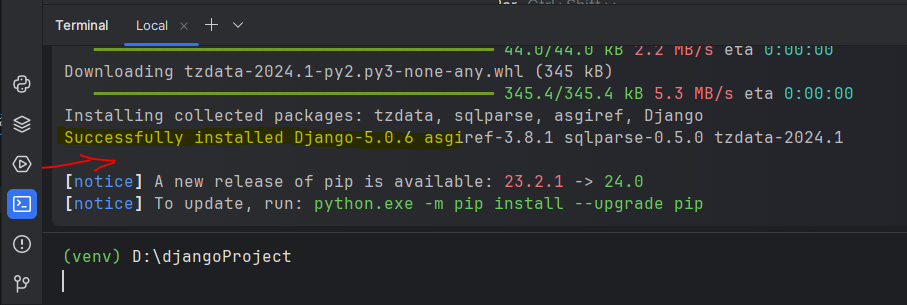 Terminal
Local
44.0/44.0 kB 2.2 MB/s eta 0:00:00
Downloading tzdata-2024.1-py2.py3-none-any.whl (345 kB)
345.4/345.4 kB 5.3 MB/s eta 0:00:00
Installing collected packages: tzdata, sqlparse, asgiref, Django
Successfully installed Django-5.0.6 asgiref-3.8.1 sqlparse-0.5.0 tzdata-2024.1
[notice] A new release of pip is available: 23.2.1 -> 24.0
[notice] To update, run: python.exe -m pip install --upgrade pip
(venv) D:\djangoProject